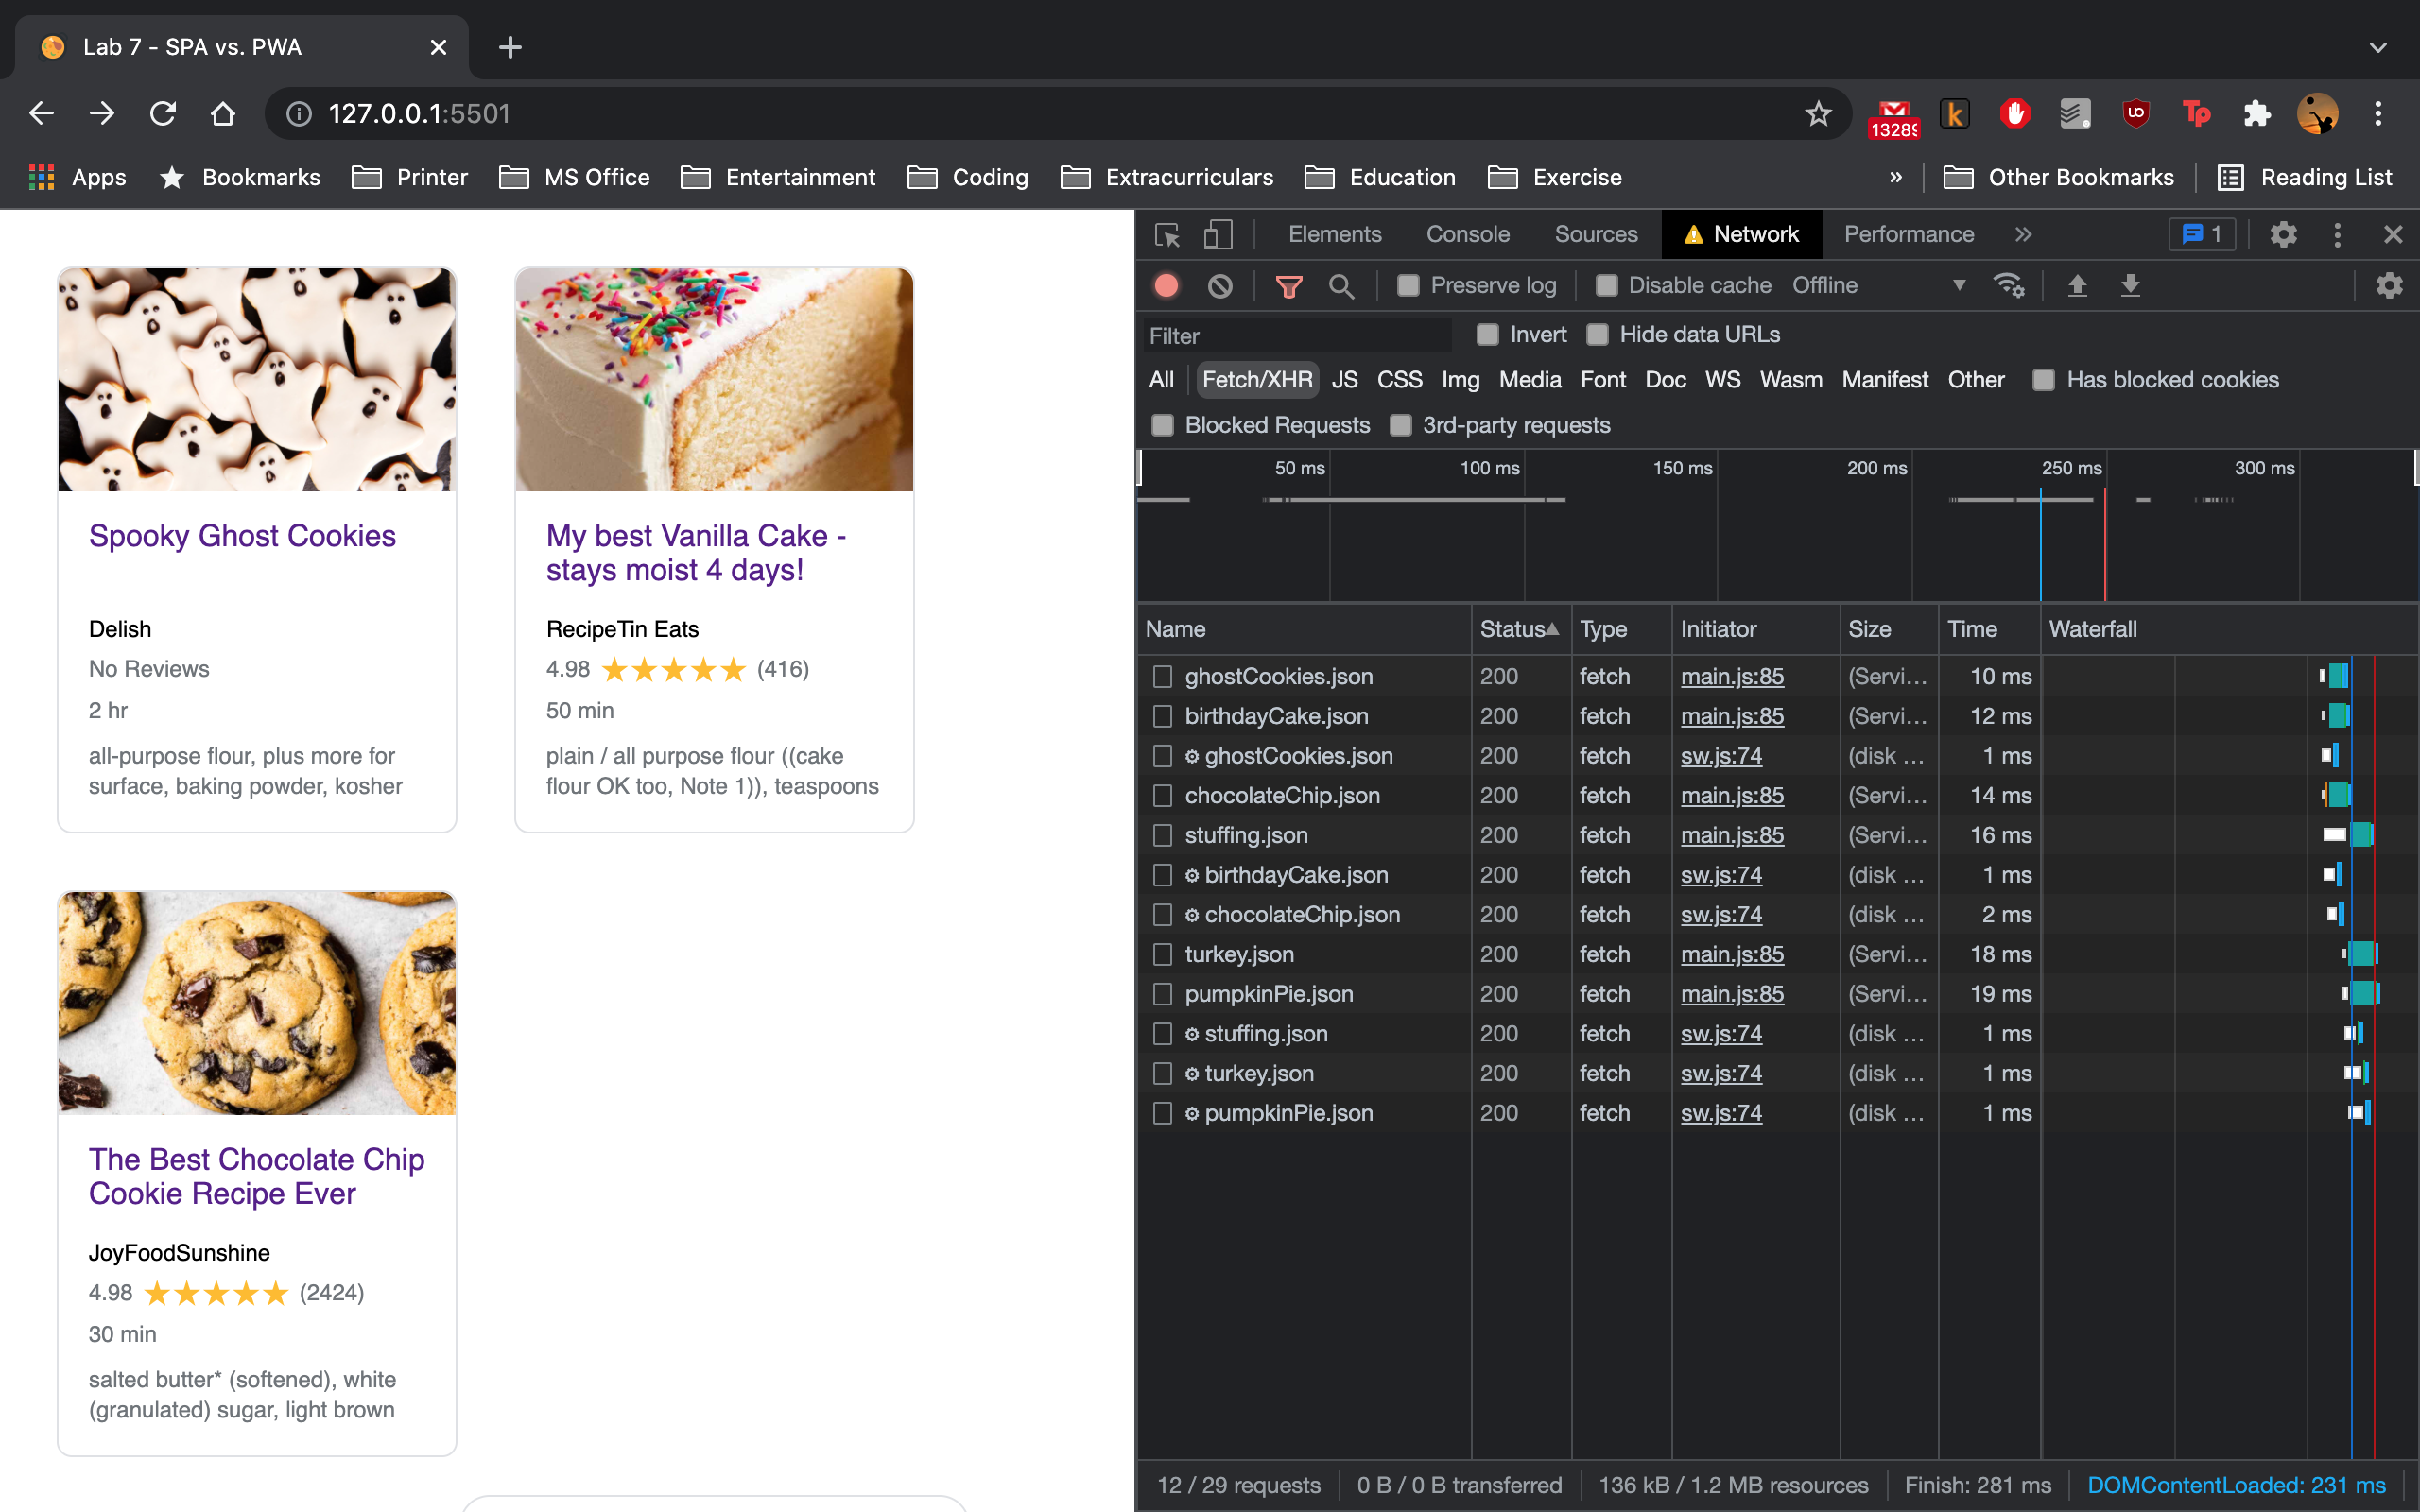 Lab 7 - SPA vs. PWA
127.0.0.1:5501
1328
k
UO
Tp
Apps Bookmarks Printer MS Office Entertainment Coding Extracurriculars Education Exercise » Other Bookmarks Reading List
Spooky Ghost Cookies
Delish
No Reviews
2 hr
all-purpose flour, plus more for
surface, baking powder, kosher
My best Vanilla Cake -
stays moist 4 days!
RecipeTin Eats
4.98 ★★★★★ (416)
50 min
plain / all purpose flour ((cake
flour OK too, Note 1)), teaspoons
The Best Chocolate Chip
Cookie Recipe Ever
JoyFoodSunshine
4.98 ★★★★★ (2424)
30 min
salted butter* (softened), white
(granulated) sugar, light brown
Elements Console Sources Network Performance » 1
Preserve log Disable cache Offline
Filter Invert Hide data URLs
All Fetch/XHR JS CSS Img Media Font Doc WS Wasm Manifest Other Has blocked cookies
Blocked Requests 3rd-party requests
50 ms 100 ms 150 ms 200 ms 250 ms 300 ms
Name Status Type Initiator Size Time Waterfall
ghostCookies.json 200 fetch main.js:85 (Servi... 10 ms
birthdayCake.json 200 fetch main.js:85 (Servi... 12 ms
ghostCookies.json 200 fetch sw.js:74 (disk ... 1 ms
chocolateChip.json 200 fetch main.js:85 (Servi... 14 ms
stuffing.json 200 fetch main.js:85 (Servi... 16 ms
birthdayCake.json 200 fetch sw.js:74 (disk ... 1 ms
chocolateChip.json 200 fetch sw.js:74 (disk ... 2 ms
turkey.json 200 fetch main.js:85 (Servi... 18 ms
pumpkinPie.json 200 fetch main.js:85 (Servi... 19 ms
stuffing.json 200 fetch sw.js:74 (disk ... 1 ms
turkey.json 200 fetch sw.js:74 (disk ... 1 ms
pumpkinPie.json 200 fetch sw.js:74 (disk ... 1 ms
12 / 29 requests 0 B / 0 B transferred 136 kB / 1.2 MB resources Finish: 281 ms DOMContentLoaded: 231 ms